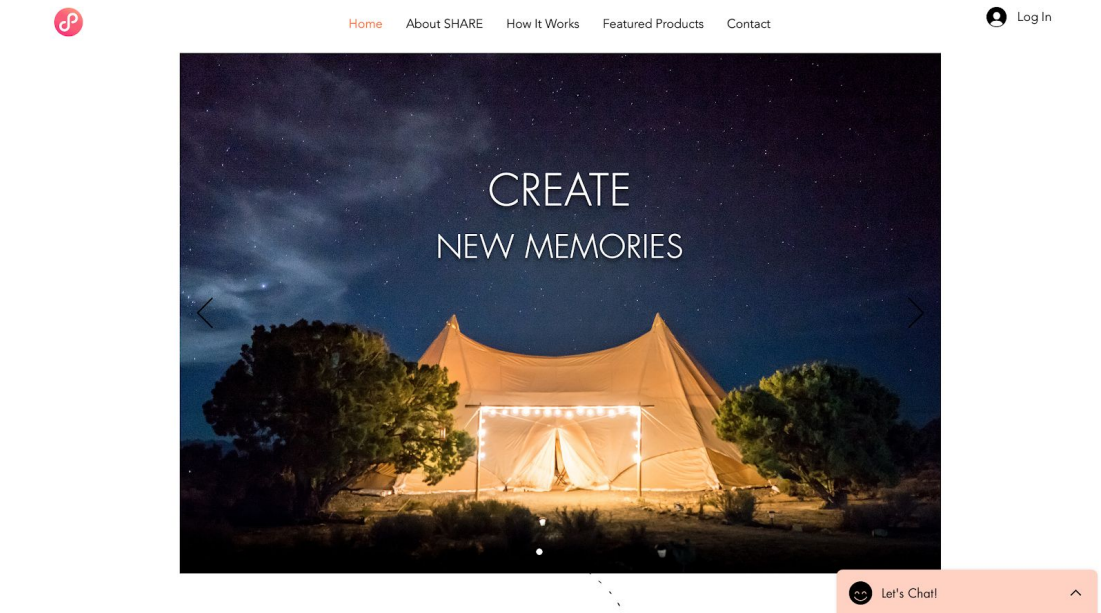 Home
About SHARE
How It Works
Featured Products
Contact
Log In
CREATE
NEW MEMORIES
Let's Chat!